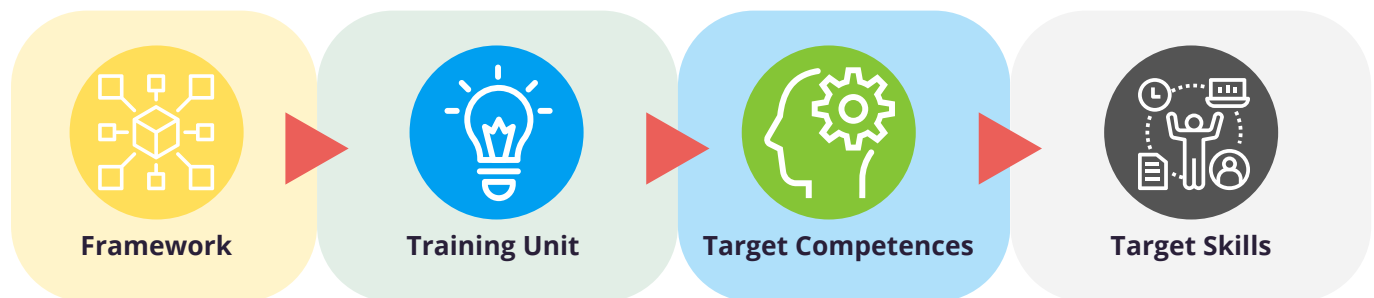 Framework
Training Unit
Target Competences
Target Skills